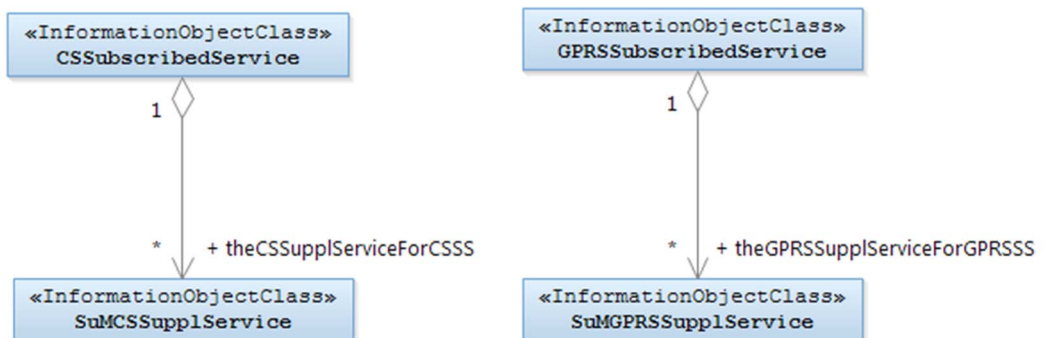 «InformationObjectClass»
CSSubscribedService
1
*
+ theCSSupplServiceForCSSS
«InformationObjectClass»
SuMCSSupplService
«InformationObjectClass»
GPRSSubscribedService
1
*
+ theGPRSSupplServiceForGPRSSS
«InformationObjectClass»
SuMGPRSSupplService